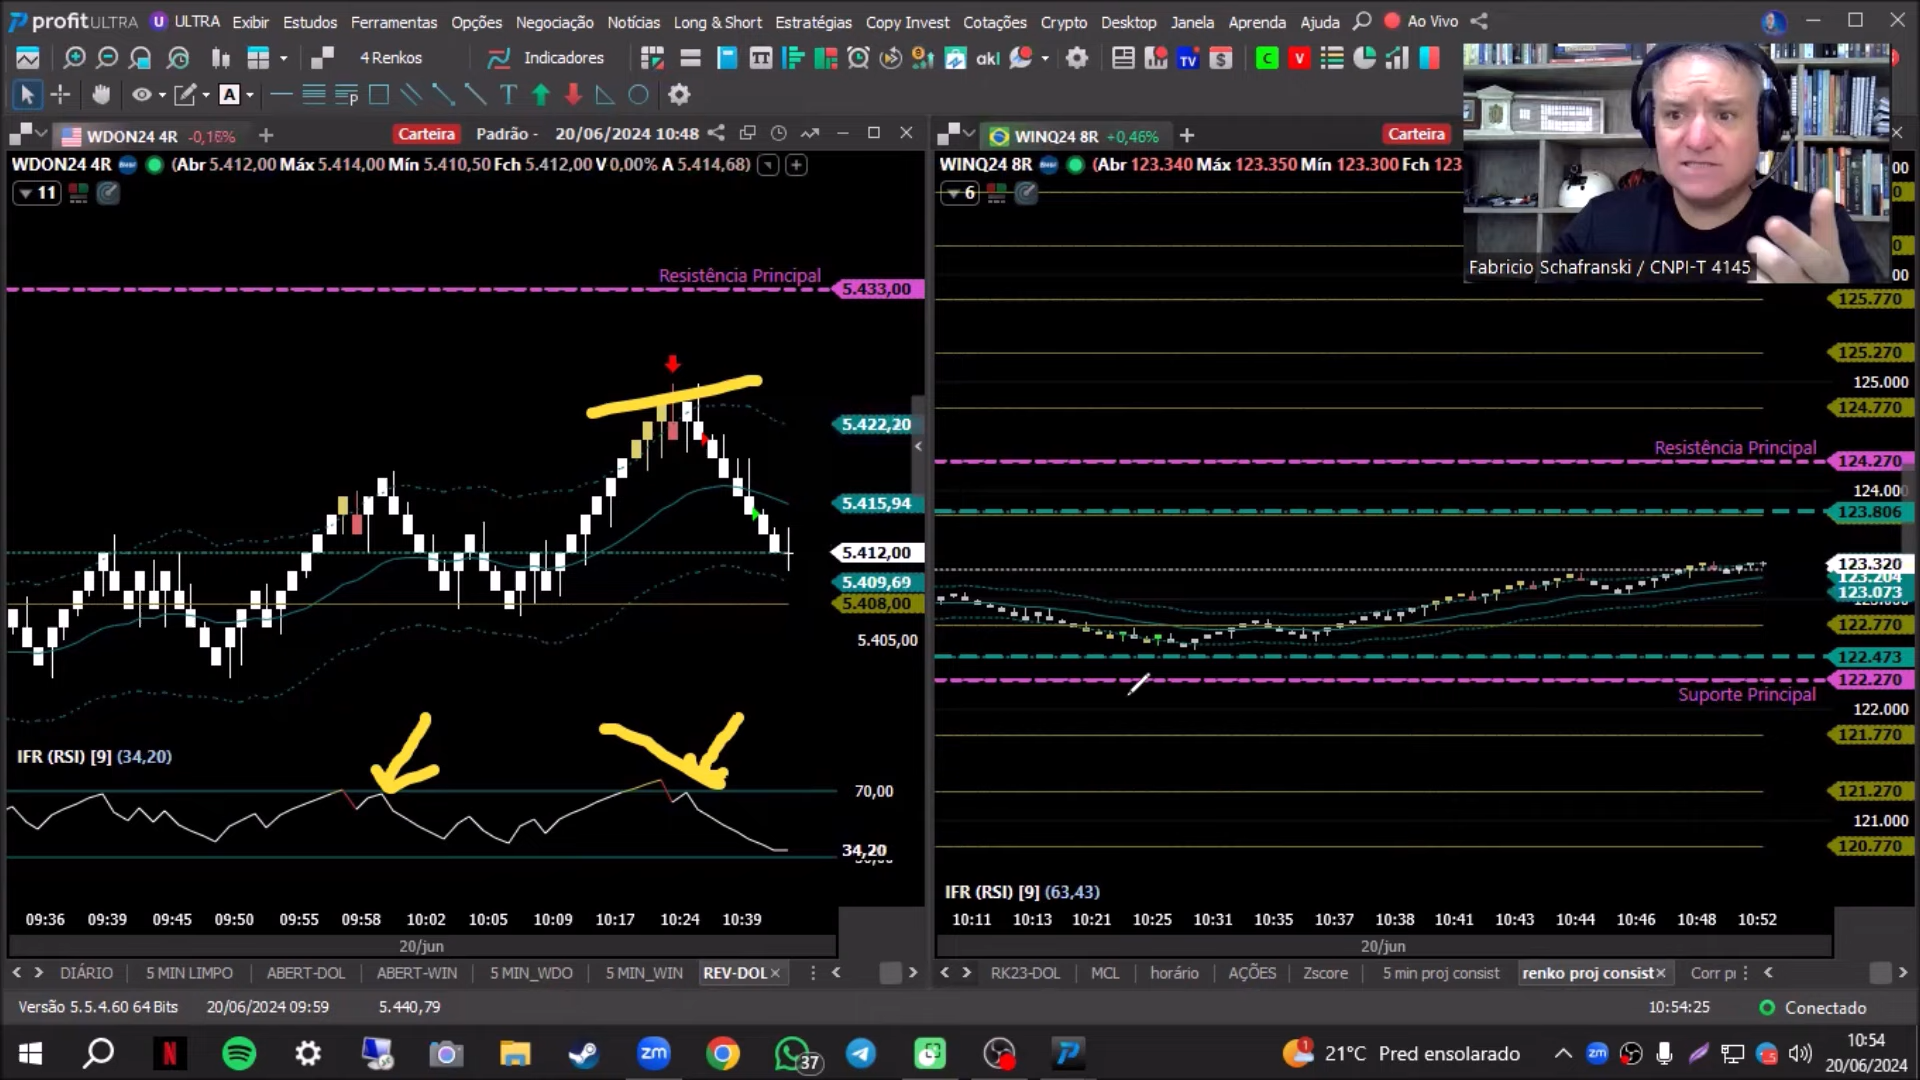 profitULTRA ULTRA Exibir Estudos Ferramentas Opções Negociação Notícias Long & Short Estratégias Copy Invest Cotações Crypto Desktop Janela Aprenda Ajuda Ao Vivo
4 Renkos Indicadores TT akl TV $ C V
A P T
WDON24 4R -0,16% + Carteira Padrão - 20/06/2024 10:48
WDON24 4R (Abr 5.412,00 Máx 5.414,00 Mín 5.410,50 Fch 5.412,00 V 0,00% A 5.414,68)
11
Resistência Principal
5.433,00
5.422,20
5.415,94
5.412,00
5.409,69
5.408,00
5.405,00
IFR (RSI) [9] (34,20)
70,00
34,20
09:36 09:39 09:45 09:50 09:55 09:58 10:02 10:05 10:09 10:17 10:24 10:39
20/jun
DIÁRIO 5 MIN LIMPO ABERT-DOL ABERT-WIN 5 MIN_WDO 5 MIN_WIN REV-DOL
WINQ24 8R +0,46% + Carteira
WINQ24 8R (Abr 123.340 Máx 123.350 Mín 123.300 Fch 123
6
Fabricio Schafranski / CNPI-T 4145
125.770
125.270
125.000
124.770
Resistência Principal
124.270
124.000
123.806
123.320
123.204
123.073
122.770
122.473
122.270
Suporte Principal
122.000
121.770
121.270
121.000
120.770
IFR (RSI) [9] (63,43)
10:11 10:13 10:21 10:25 10:31 10:35 10:37 10:38 10:41 10:43 10:44 10:46 10:48 10:52
20/jun
RK23-DOL MCL horário AÇÕES Zscore 5 min proj consist renko proj consist Corr pr
Versão 5.5.4.60 64 Bits 20/06/2024 09:59 5.440,79 10:54:25 Conectado
N zm 37 1 21°C Pred ensolarado zm 10:54
20/06/2024